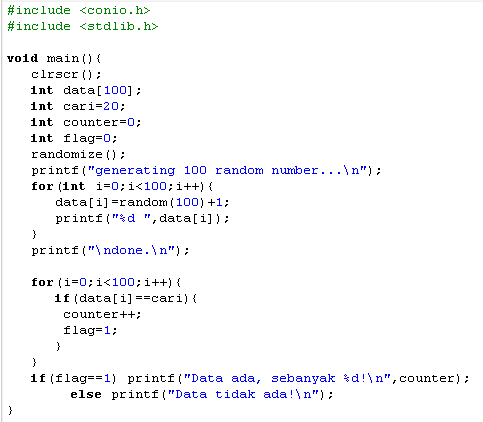 #include <conio.h>
#include <stdlib.h>

void main(){
   clrscr();
   int data[100];
   int cari=20;
   int counter=0;
   int flag=0;
   randomize();
   printf("generating 100 random number...\n");
   for(int i=0;i<100;i++){
      data[i]=random(100)+1;
      printf("%d ",data[i]);
   }
   printf("\ndone.\n");

   for(i=0;i<100;i++){
      if(data[i]==cari){
       counter++;
       flag=1;
      }
   }
   if(flag==1) printf("Data ada, sebanyak %d!\n",counter);
        else printf("Data tidak ada!\n");
}